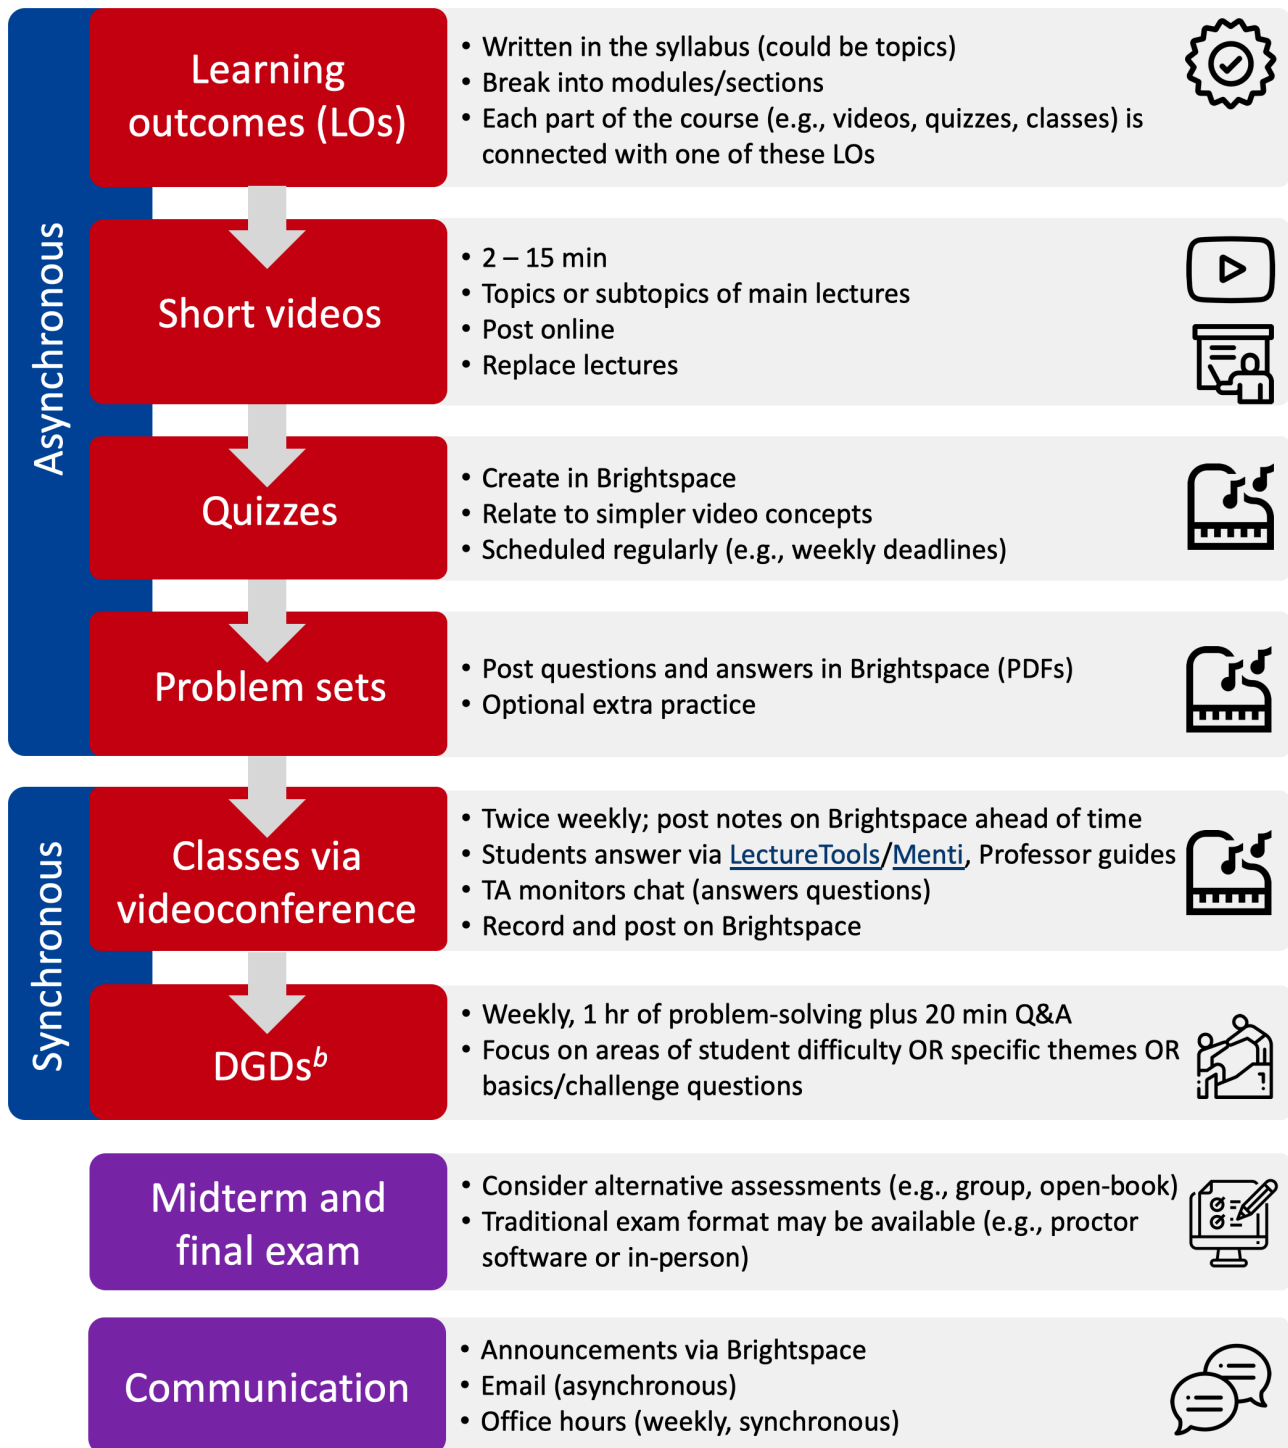 Asynchronous
Learning
outcomes (LOs)
• Written in the syllabus (could be topics)
• Break into modules/sections
• Each part of the course (e.g., videos, quizzes, classes) is
connected with one of these LOs
Short videos
• 2 – 15 min
• Topics or subtopics of main lectures
• Post online
• Replace lectures
Quizzes
• Create in Brightspace
• Relate to simpler video concepts
• Scheduled regularly (e.g., weekly deadlines)
Problem sets
• Post questions and answers in Brightspace (PDFs)
• Optional extra practice
Synchronous
Classes via
videoconference
• Twice weekly; post notes on Brightspace ahead of time
• Students answer via LectureTools/Menti, Professor guides
• TA monitors chat (answers questions)
• Record and post on Brightspace
DGDsᵇ
• Weekly, 1 hr of problem-solving plus 20 min Q&A
• Focus on areas of student difficulty OR specific themes OR
basics/challenge questions
Midterm and
final exam
• Consider alternative assessments (e.g., group, open-book)
• Traditional exam format may be available (e.g., proctor
software or in-person)
Communication
• Announcements via Brightspace
• Email (asynchronous)
• Office hours (weekly, synchronous)